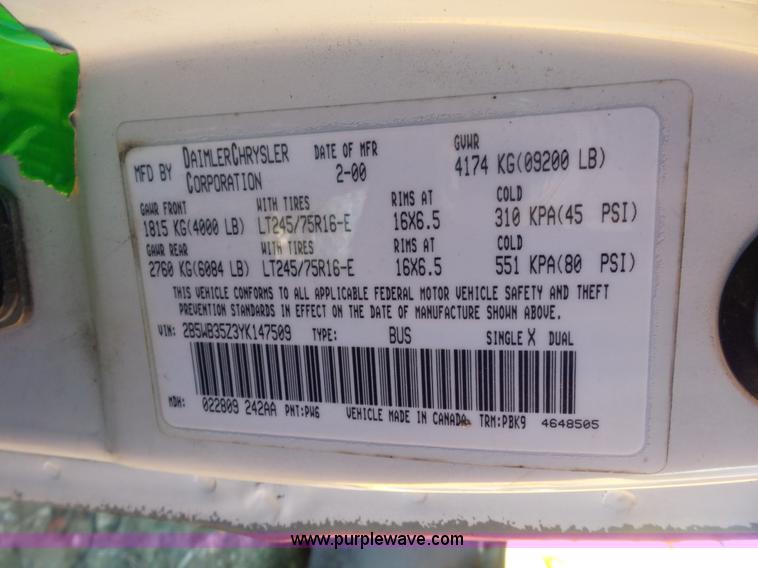 MFD BY DAIMLERCHRYSLER CORPORATION DATE OF MFR 2-00 GVWR 4174 KG(09200 LB)
GAWR FRONT WITH TIRES RIMS AT COLD
1815 KG(4000 LB) LT245/75R16-E 16X6.5 310 KPA(45 PSI)
GAWR REAR WITH TIRES RIMS AT COLD
2760 KG(6084 LB) LT245/75R16-E 16X6.5 551 KPA(80 PSI)
THIS VEHICLE CONFORMS TO ALL APPLICABLE FEDERAL MOTOR VEHICLE SAFETY AND THEFT
PREVENTION STANDARDS IN EFFECT ON THE DATE OF MANUFACTURE SHOWN ABOVE.
VIN: 2B5WB35Z3YK147509 TYPE: BUS SINGLE X DUAL
MDH: 022809 242AA PNT:PW6 VEHICLE MADE IN CANADA TRM:PBK9 4648505
www.purplewave.com